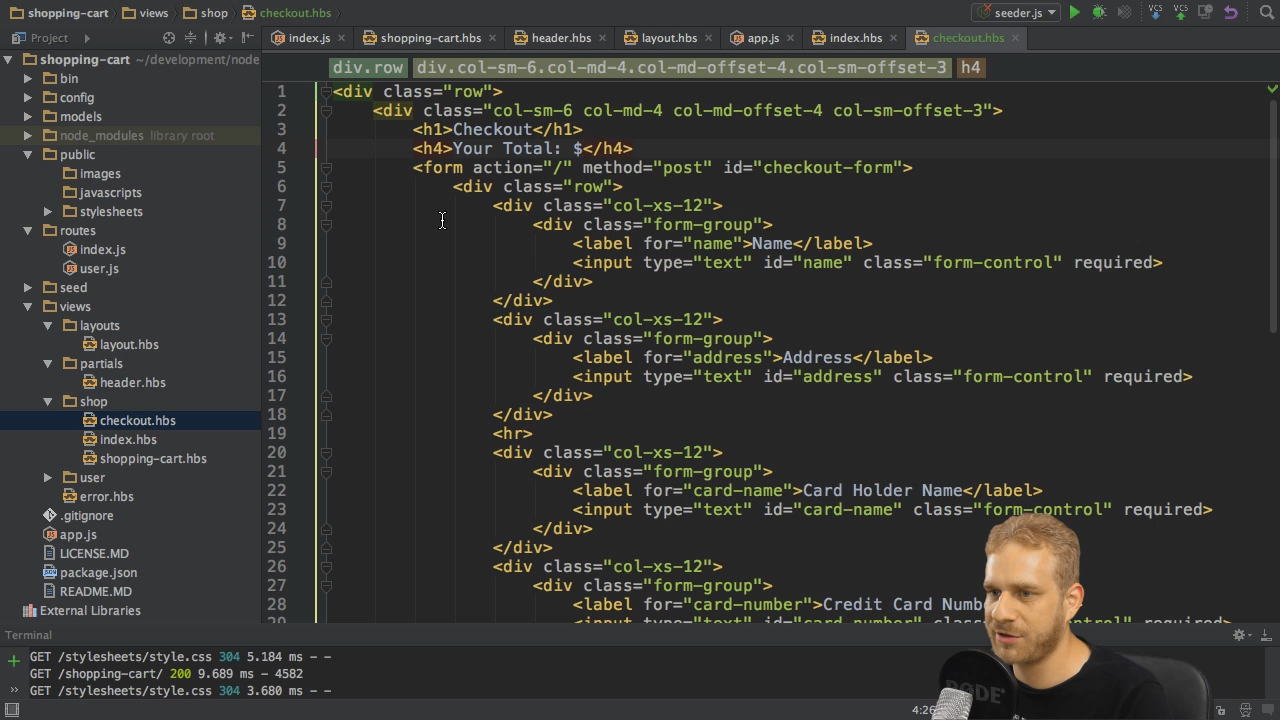 shopping-cart views shop checkout.hbs seeder.js VCS VCS
Project index.js shopping-cart.hbs header.hbs layout.hbs app.js index.hbs checkout.hbs
shopping-cart ~/development/node
bin
config
models
node_modules library root
public
images
javascripts
stylesheets
routes
index.js
user.js
seed
views
layouts
layout.hbs
partials
header.hbs
shop
checkout.hbs
index.hbs
shopping-cart.hbs
user
error.hbs
.gitignore
app.js
LICENSE.MD
package.json
README.MD
External Libraries
div.row div.col-sm-6.col-md-4.col-md-offset-4.col-sm-offset-3 h4
1 <div class="row">
2 <div class="col-sm-6 col-md-4 col-md-offset-4 col-sm-offset-3">
3 <h1>Checkout</h1>
4 <h4>Your Total: $</h4>
5 <form action="/" method="post" id="checkout-form">
6 <div class="row">
7 <div class="col-xs-12">
8 <div class="form-group">
9 <label for="name">Name</label>
10 <input type="text" id="name" class="form-control" required>
11 </div>
12 </div>
13 <div class="col-xs-12">
14 <div class="form-group">
15 <label for="address">Address</label>
16 <input type="text" id="address" class="form-control" required>
17 </div>
18 </div>
19 <hr>
20 <div class="col-xs-12">
21 <div class="form-group">
22 <label for="card-name">Card Holder Name</label>
23 <input type="text" id="card-name" class="form-control" required>
24 </div>
25 </div>
26 <div class="col-xs-12">
27 <div class="form-group">
28 <label for="card-number">Credit Card Numb
Terminal
GET /stylesheets/style.css 304 5.184 ms - -
GET /shopping-cart/ 200 9.689 ms - 4582
GET /stylesheets/style.css 304 3.680 ms - -
RODE
4:26